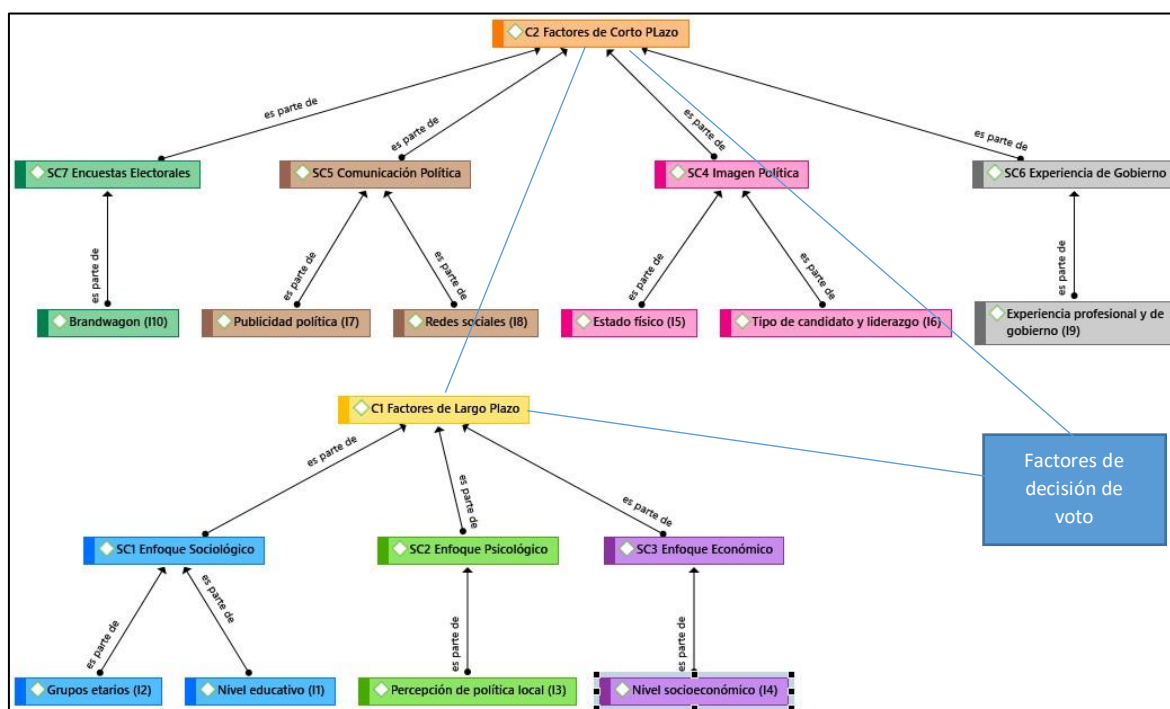 C2 Factores de Corto PLazo
es parte de
es parte de
es parte de
es parte de
SC7 Encuestas Electorales
SC5 Comunicación Política
SC4 Imagen Política
SC6 Experiencia de Gobierno
es parte de
es parte de
es parte de
es parte de
es parte de
es parte de
Brandwagon (I10)
Publicidad política (I7)
Redes sociales (I8)
Estado físico (I5)
Tipo de candidato y liderazgo (I6)
Experiencia profesional y de
gobierno (I9)
C1 Factores de Largo Plazo
es parte de
es parte de
es parte de
Factores de
decisión de
voto
SC1 Enfoque Sociológico
SC2 Enfoque Psicológico
SC3 Enfoque Económico
es parte de
es parte de
es parte de
es parte de
Grupos etarios (I2)
Nivel educativo (I1)
Percepción de política local (I3)
Nivel socioeconómico (I4)